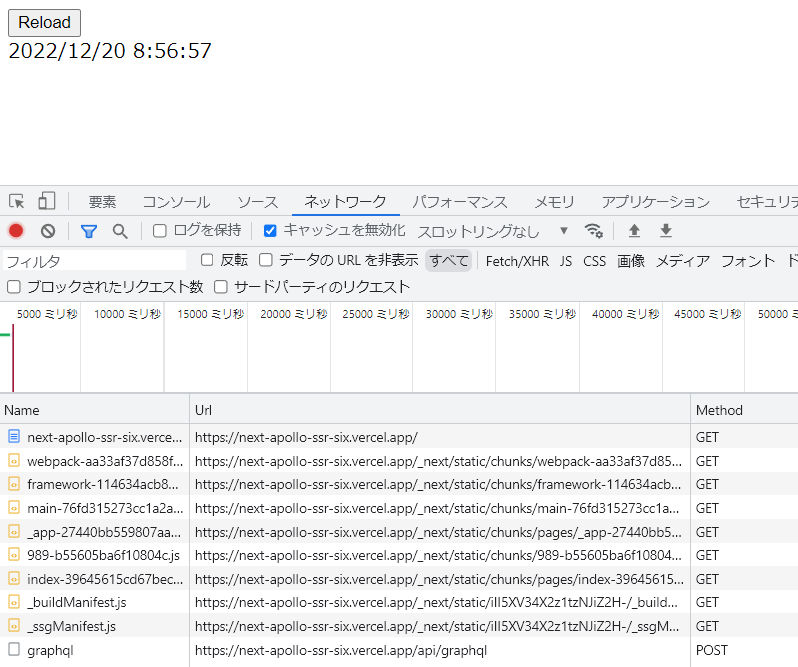 Reload
2022/12/20 8:56:57
要素 コンソール ソース ネットワーク パフォーマンス メモリ アプリケーション セキュリテ
ログを保持 キャッシュを無効化 スロットリングなし
フィルタ 反転 データの URL を非表示 すべて Fetch/XHR JS CSS 画像 メディア フォント ド
ブロックされたリクエスト数 サードパーティのリクエスト
5000 ミリ秒 10000 ミリ秒 15000 ミリ秒 20000 ミリ秒 25000 ミリ秒 30000 ミリ秒 35000 ミリ秒 40000 ミリ秒 45000 ミリ秒 50000 ミ
Name Url Method
next-apollo-ssr-six.verce... https://next-apollo-ssr-six.vercel.app/ GET
webpack-aa33af37d858f... https://next-apollo-ssr-six.vercel.app/_next/static/chunks/webpack-aa33af37d85... GET
framework-114634acb8... https://next-apollo-ssr-six.vercel.app/_next/static/chunks/framework-114634acb... GET
main-76fd315273cc1a2a... https://next-apollo-ssr-six.vercel.app/_next/static/chunks/main-76fd315273cc1a... GET
_app-27440bb559807aa... https://next-apollo-ssr-six.vercel.app/_next/static/chunks/pages/_app-27440bb5... GET
989-b55605ba6f10804c.js https://next-apollo-ssr-six.vercel.app/_next/static/chunks/989-b55605ba6f10804... GET
index-39645615cd67bec... https://next-apollo-ssr-six.vercel.app/_next/static/chunks/pages/index-39645615... GET
_buildManifest.js https://next-apollo-ssr-six.vercel.app/_next/static/iII5XV34X2z1tzNJiZ2H-/_build... GET
_ssgManifest.js https://next-apollo-ssr-six.vercel.app/_next/static/iII5XV34X2z1tzNJiZ2H-/_ssgM... GET
graphql https://next-apollo-ssr-six.vercel.app/api/graphql POST